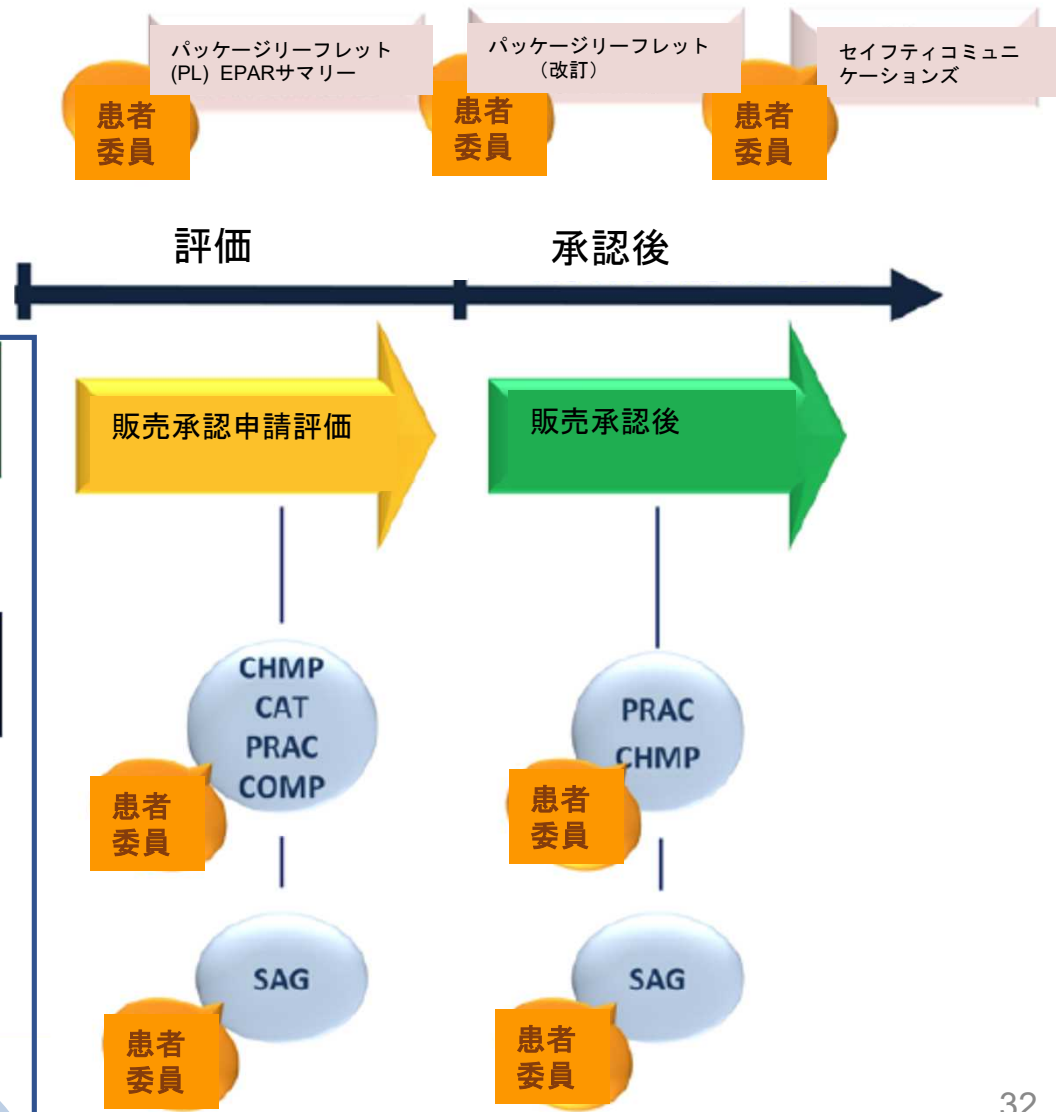 パッケージリーフレット
(PL) EPARサマリー
患者
委員
パッケージリーフレット
（改訂）
患者
委員
セイフティコミュニ
ケーションズ
患者
委員
評価
承認後
販売承認申請評価
販売承認後
CHMP
CAT
PRAC
COMP
患者
委員
PRAC
CHMP
患者
委員
SAG
患者
委員
SAG
患者
委員
32